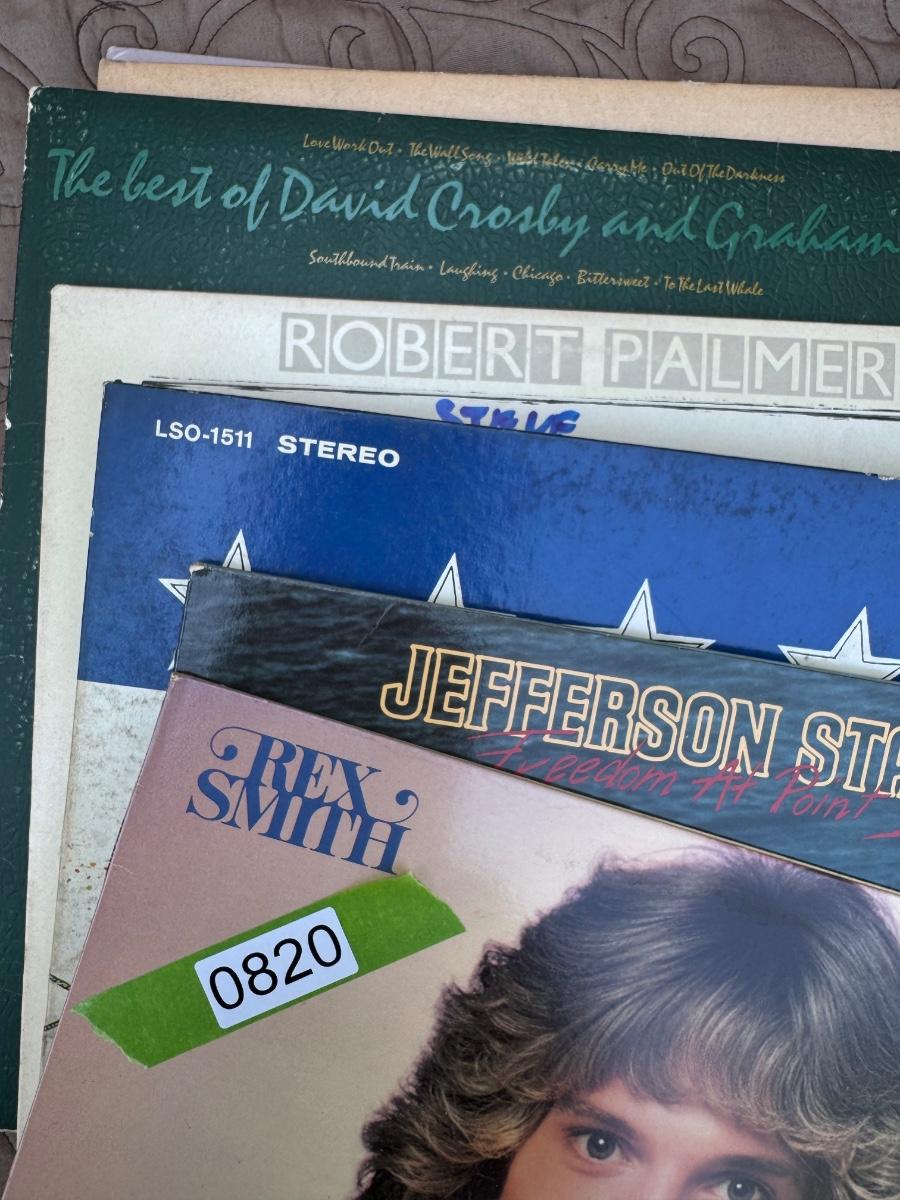 Love Work Out · The Wall Song · Wild Tales · Carry Me · Out Of The Darkness
The best of David Crosby and Graham
Southbound Train · Laughing · Chicago · Bittersweet · To The Last Whale
ROBERT PALMER
STEVE
LSO-1511 STEREO
JEFFERSON STA
Freedom At Point
REX
SMITH
0820